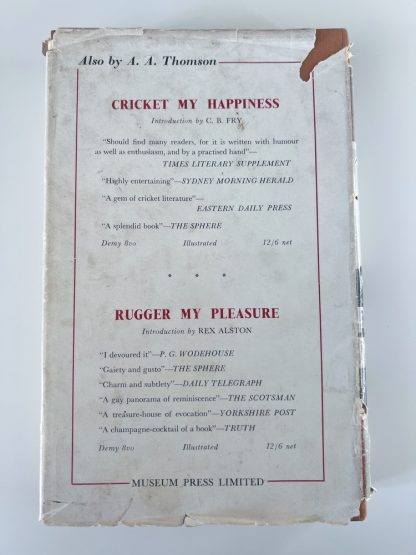 Also by A. A. Thomson
CRICKET MY HAPPINESS
Introduction by C. B. FRY
"Should find many readers, for it is written with humour
as well as enthusiasm, and by a practised hand"—
TIMES LITERARY SUPPLEMENT
"Highly entertaining"—SYDNEY MORNING HERALD
"A gem of cricket literature"—
EASTERN DAILY PRESS
"A splendid book"—THE SPHERE
Demy 8vo Illustrated 12/6 net
* * *
RUGGER MY PLEASURE
Introduction by REX ALSTON
"I devoured it"—P. G. WODEHOUSE
"Gaiety and gusto"—THE SPHERE
"Charm and subtlety"—DAILY TELEGRAPH
"A gay panorama of reminiscence"—THE SCOTSMAN
"A treasure-house of evocation"—YORKSHIRE POST
"A champagne-cocktail of a book"—TRUTH
Demy 8vo Illustrated 12/6 net
MUSEUM PRESS LIMITED